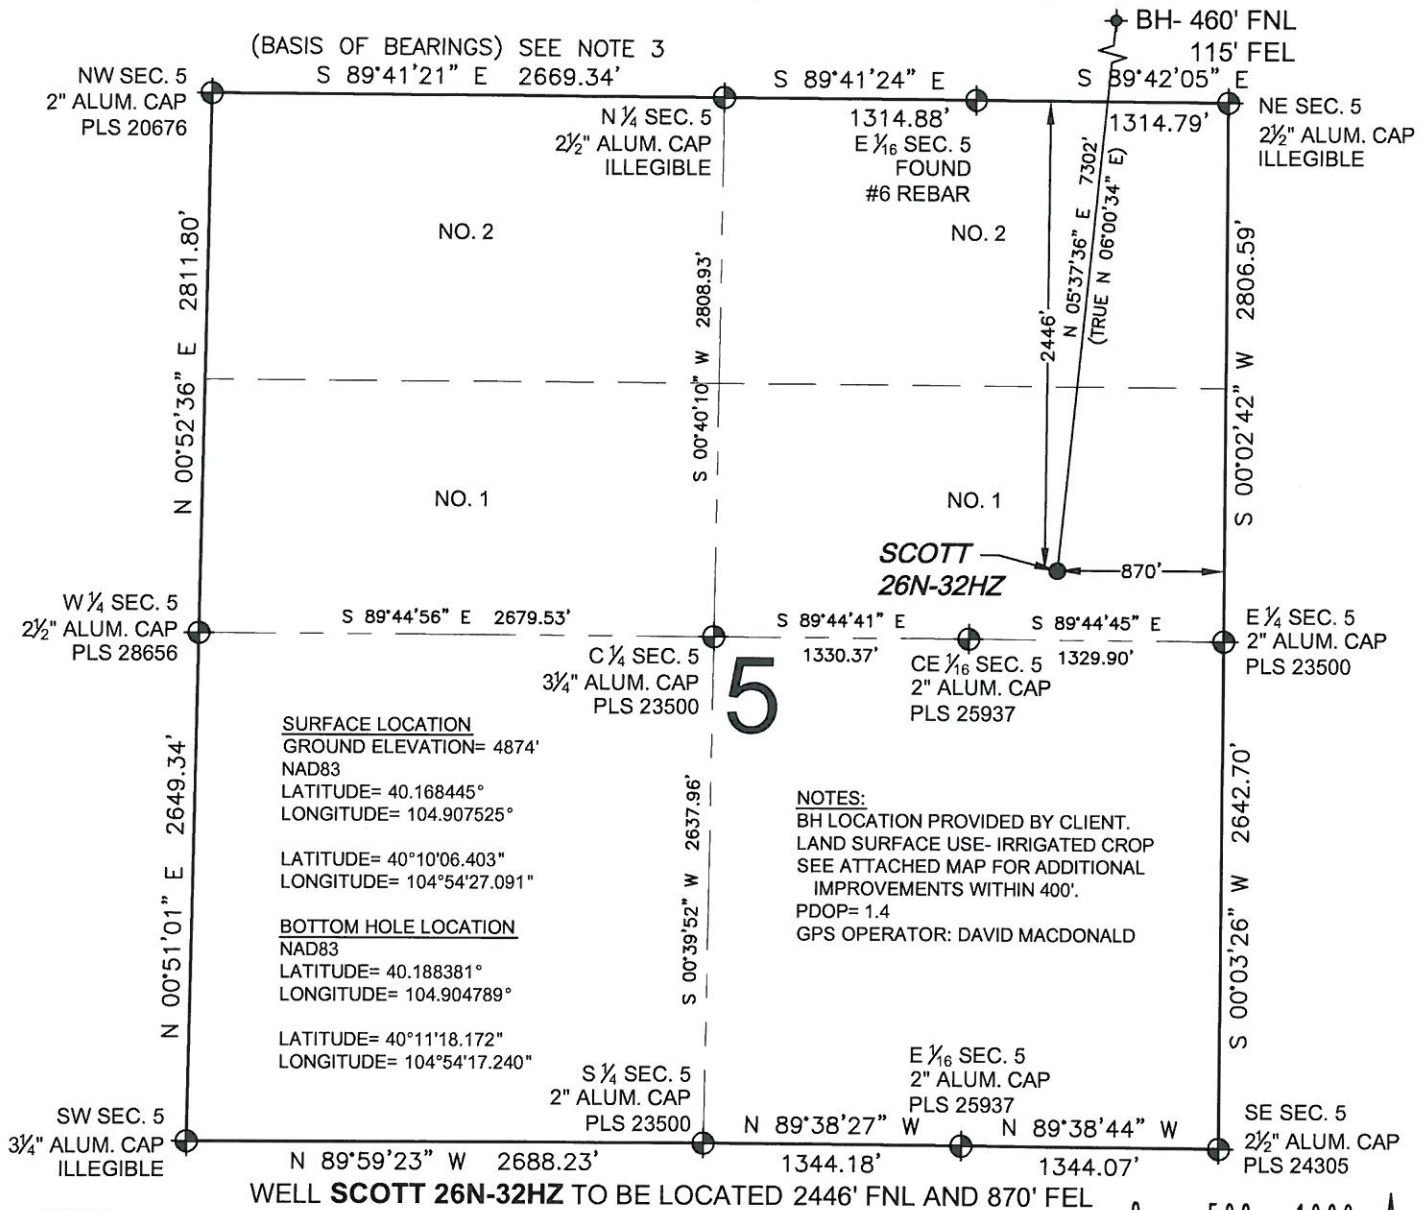 BH- 460' FNL
115' FEL
(BASIS OF BEARINGS) SEE NOTE 3
S 89°41'21" E 2669.34'
S 89°41'24" E
1314.88'
S 89°42'05" E
1314.79'
NW SEC. 5
2" ALUM. CAP
PLS 20676
N ¼ SEC. 5
2½" ALUM. CAP
ILLEGIBLE
E 1⁄16 SEC. 5
FOUND
#6 REBAR
NE SEC. 5
2½" ALUM. CAP
ILLEGIBLE
N 00°52'36" E 2811.80'
NO. 2
S 00°40'10" W 2808.93'
NO. 2
2446'
N 05°37'36" E 7302'
(TRUE N 06°00'34" E)
S 00°02'42" W 2806.59'
NO. 1
NO. 1
SCOTT
26N-32HZ
870'
W ¼ SEC. 5
2½" ALUM. CAP
PLS 28656
S 89°44'56" E 2679.53'
S 89°44'41" E
1330.37'
S 89°44'45" E
1329.90'
E ¼ SEC. 5
2" ALUM. CAP
PLS 23500
C ¼ SEC. 5
3¼" ALUM. CAP
PLS 23500
5
CE 1⁄16 SEC. 5
2" ALUM. CAP
PLS 25937
N 00°51'01" E 2649.34'
SURFACE LOCATION
GROUND ELEVATION= 4874'
NAD83
LATITUDE= 40.168445°
LONGITUDE= 104.907525°
LATITUDE= 40°10'06.403"
LONGITUDE= 104°54'27.091"
BOTTOM HOLE LOCATION
NAD83
LATITUDE= 40.188381°
LONGITUDE= 104.904789°
LATITUDE= 40°11'18.172"
LONGITUDE= 104°54'17.240"
S 00°39'52" W 2637.96'
NOTES:
BH LOCATION PROVIDED BY CLIENT.
LAND SURFACE USE- IRRIGATED CROP
SEE ATTACHED MAP FOR ADDITIONAL
IMPROVEMENTS WITHIN 400'.
PDOP= 1.4
GPS OPERATOR: DAVID MACDONALD
S 00°03'26" W 2642.70'
SW SEC. 5
3¼" ALUM. CAP
ILLEGIBLE
S ¼ SEC. 5
2" ALUM. CAP
PLS 23500
E 1⁄16 SEC. 5
2" ALUM. CAP
PLS 25937
SE SEC. 5
2½" ALUM. CAP
PLS 24305
N 89°59'23" W 2688.23'
N 89°38'27" W
1344.18'
N 89°38'44" W
1344.07'
WELL SCOTT 26N-32HZ TO BE LOCATED 2446' FNL AND 870' FEL